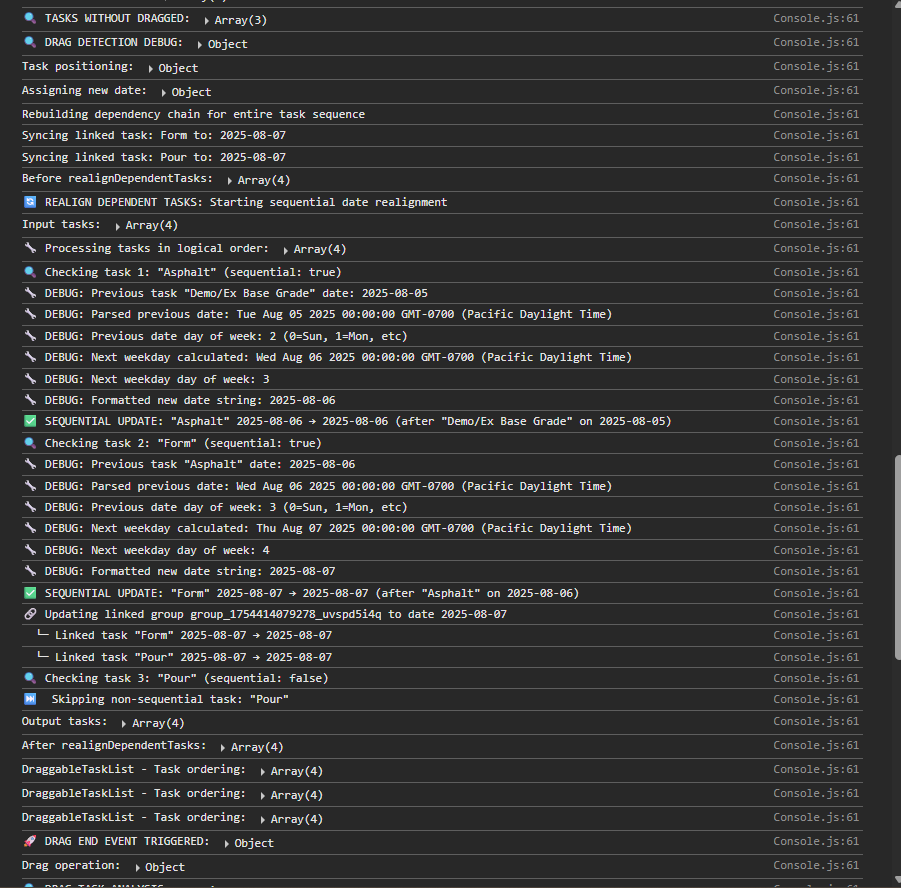 🔍 TASKS WITHOUT DRAGGED: ▸ Array(3) Console.js:61
🔍 DRAG DETECTION DEBUG: ▸ Object Console.js:61
Task positioning: ▸ Object Console.js:61
Assigning new date: ▸ Object Console.js:61
Rebuilding dependency chain for entire task sequence Console.js:61
Syncing linked task: Form to: 2025-08-07 Console.js:61
Syncing linked task: Pour to: 2025-08-07 Console.js:61
Before realignDependentTasks: ▸ Array(4) Console.js:61
🔄 REALIGN DEPENDENT TASKS: Starting sequential date realignment Console.js:61
Input tasks: ▸ Array(4) Console.js:61
🔧 Processing tasks in logical order: ▸ Array(4) Console.js:61
🔍 Checking task 1: "Asphalt" (sequential: true) Console.js:61
🔧 DEBUG: Previous task "Demo/Ex Base Grade" date: 2025-08-05 Console.js:61
🔧 DEBUG: Parsed previous date: Tue Aug 05 2025 00:00:00 GMT-0700 (Pacific Daylight Time) Console.js:61
🔧 DEBUG: Previous date day of week: 2 (0=Sun, 1=Mon, etc) Console.js:61
🔧 DEBUG: Next weekday calculated: Wed Aug 06 2025 00:00:00 GMT-0700 (Pacific Daylight Time) Console.js:61
🔧 DEBUG: Next weekday day of week: 3 Console.js:61
🔧 DEBUG: Formatted new date string: 2025-08-06 Console.js:61
✅ SEQUENTIAL UPDATE: "Asphalt" 2025-08-06 → 2025-08-06 (after "Demo/Ex Base Grade" on 2025-08-05) Console.js:61
🔍 Checking task 2: "Form" (sequential: true) Console.js:61
🔧 DEBUG: Previous task "Asphalt" date: 2025-08-06 Console.js:61
🔧 DEBUG: Parsed previous date: Wed Aug 06 2025 00:00:00 GMT-0700 (Pacific Daylight Time) Console.js:61
🔧 DEBUG: Previous date day of week: 3 (0=Sun, 1=Mon, etc) Console.js:61
🔧 DEBUG: Next weekday calculated: Thu Aug 07 2025 00:00:00 GMT-0700 (Pacific Daylight Time) Console.js:61
🔧 DEBUG: Next weekday day of week: 4 Console.js:61
🔧 DEBUG: Formatted new date string: 2025-08-07 Console.js:61
✅ SEQUENTIAL UPDATE: "Form" 2025-08-07 → 2025-08-07 (after "Asphalt" on 2025-08-06) Console.js:61
🔗 Updating linked group group_1754414079278_uvspd5i4q to date 2025-08-07 Console.js:61
└─ Linked task "Form" 2025-08-07 → 2025-08-07 Console.js:61
└─ Linked task "Pour" 2025-08-07 → 2025-08-07 Console.js:61
🔍 Checking task 3: "Pour" (sequential: false) Console.js:61
⏭️ Skipping non-sequential task: "Pour" Console.js:61
Output tasks: ▸ Array(4) Console.js:61
After realignDependentTasks: ▸ Array(4) Console.js:61
DraggableTaskList - Task ordering: ▸ Array(4) Console.js:61
DraggableTaskList - Task ordering: ▸ Array(4) Console.js:61
DraggableTaskList - Task ordering: ▸ Array(4) Console.js:61
🚀 DRAG END EVENT TRIGGERED: ▸ Object Console.js:61
Drag operation: ▸ Object Console.js:61